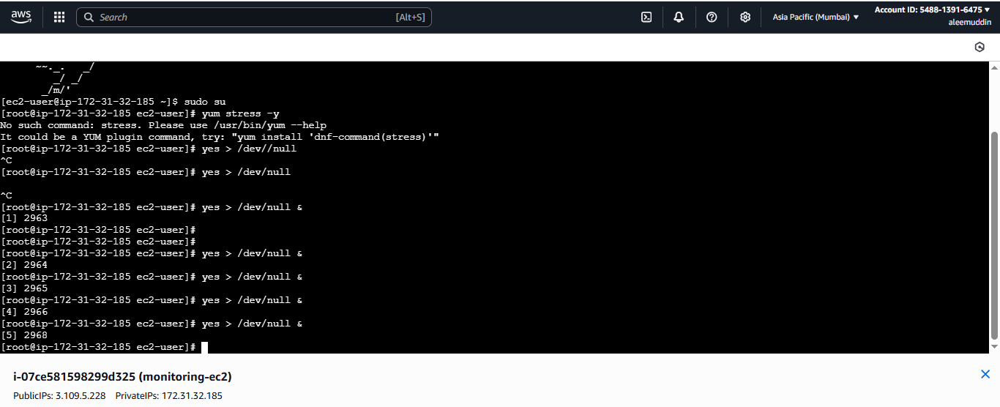 aws
Search [Alt+S]
Asia Pacific (Mumbai) ▼
Account ID: 5488-1391-6475 ▼
aleemuddin
~~._.   _/
_/ _/
_/m/'
[ec2-user@ip-172-31-32-185 ~]$ sudo su
[root@ip-172-31-32-185 ec2-user]# yum stress -y
No such command: stress. Please use /usr/bin/yum --help
It could be a YUM plugin command, try: "yum install 'dnf-command(stress)'"
[root@ip-172-31-32-185 ec2-user]# yes > /dev//null
^C
[root@ip-172-31-32-185 ec2-user]# yes > /dev/null
^C
[root@ip-172-31-32-185 ec2-user]# yes > /dev/null &
[1] 2963
[root@ip-172-31-32-185 ec2-user]#
[root@ip-172-31-32-185 ec2-user]#
[root@ip-172-31-32-185 ec2-user]# yes > /dev/null &
[2] 2964
[root@ip-172-31-32-185 ec2-user]# yes > /dev/null &
[3] 2965
[root@ip-172-31-32-185 ec2-user]# yes > /dev/null &
[4] 2966
[root@ip-172-31-32-185 ec2-user]# yes > /dev/null &
[5] 2968
[root@ip-172-31-32-185 ec2-user]#
i-07ce581598299d325 (monitoring-ec2)
PublicIPs: 3.109.5.228 PrivateIPs: 172.31.32.185